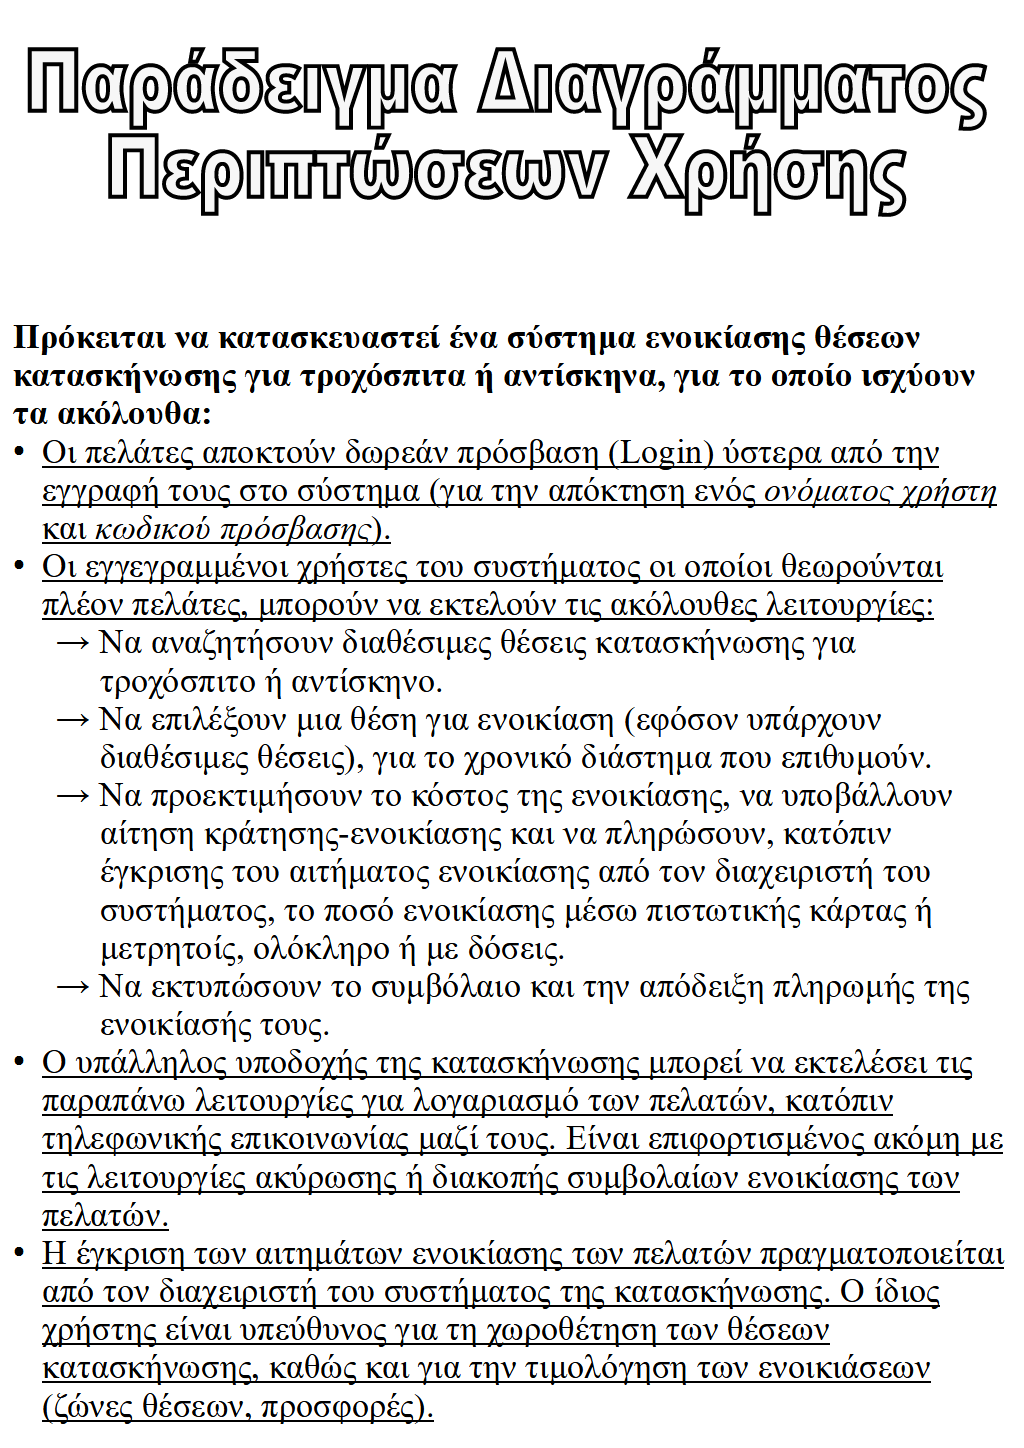 Παράδειγμα Διαγράμματος
Περιπτώσεων Χρήσης
Πρόκειται να κατασκευαστεί ένα σύστημα ενοικίασης θέσεων
κατασκήνωσης για τροχόσπιτα ή αντίσκηνα, για το οποίο ισχύουν
τα ακόλουθα:
• Οι πελάτες αποκτούν δωρεάν πρόσβαση (Login) ύστερα από την
εγγραφή τους στο σύστημα (για την απόκτηση ενός ονόματος χρήστη
και κωδικού πρόσβασης).
• Οι εγγεγραμμένοι χρήστες του συστήματος οι οποίοι θεωρούνται
πλέον πελάτες, μπορούν να εκτελούν τις ακόλουθες λειτουργίες:
→ Να αναζητήσουν διαθέσιμες θέσεις κατασκήνωσης για
τροχόσπιτο ή αντίσκηνο.
→ Να επιλέξουν μια θέση για ενοικίαση (εφόσον υπάρχουν
διαθέσιμες θέσεις), για το χρονικό διάστημα που επιθυμούν.
→ Να προεκτιμήσουν το κόστος της ενοικίασης, να υποβάλλουν
αίτηση κράτησης-ενοικίασης και να πληρώσουν, κατόπιν
έγκρισης του αιτήματος ενοικίασης από τον διαχειριστή του
συστήματος, το ποσό ενοικίασης μέσω πιστωτικής κάρτας ή
μετρητοίς, ολόκληρο ή με δόσεις.
→ Να εκτυπώσουν το συμβόλαιο και την απόδειξη πληρωμής της
ενοικίασής τους.
• Ο υπάλληλος υποδοχής της κατασκήνωσης μπορεί να εκτελέσει τις
παραπάνω λειτουργίες για λογαριασμό των πελατών, κατόπιν
τηλεφωνικής επικοινωνίας μαζί τους. Είναι επιφορτισμένος ακόμη με
τις λειτουργίες ακύρωσης ή διακοπής συμβολαίων ενοικίασης των
πελατών.
• Η έγκριση των αιτημάτων ενοικίασης των πελατών πραγματοποιείται
από τον διαχειριστή του συστήματος της κατασκήνωσης. Ο ίδιος
χρήστης είναι υπεύθυνος για τη χωροθέτηση των θέσεων
κατασκήνωσης, καθώς και για την τιμολόγηση των ενοικιάσεων
(ζώνες θέσεων, προσφορές).